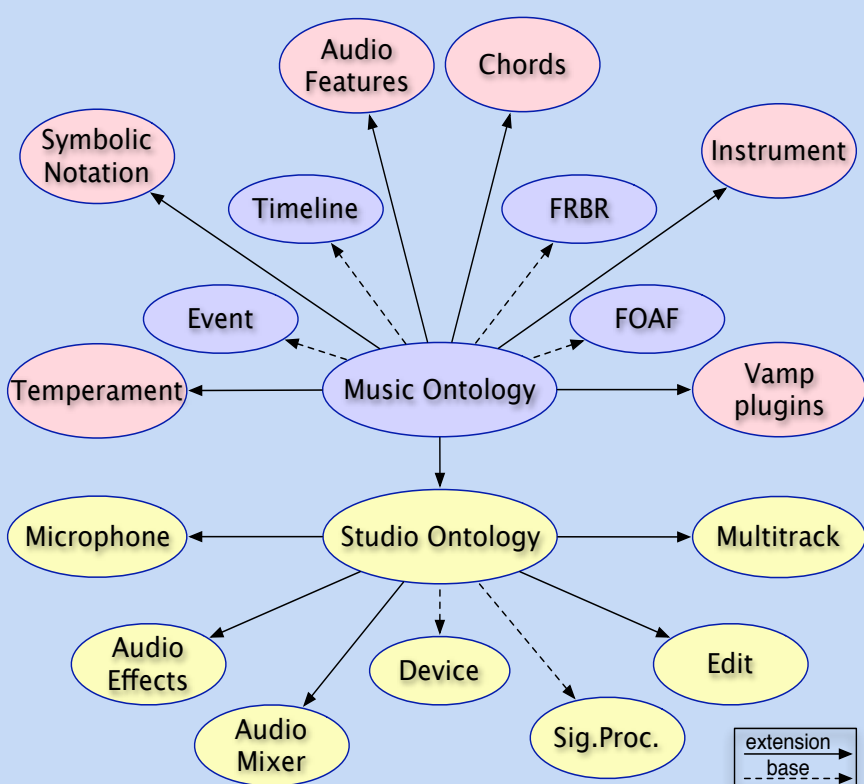 Audio
Features
Chords
Symbolic
Notation
Instrument
Timeline
FRBR
Event
FOAF
Temperament
Music Ontology
Vamp
plugins
Microphone
Studio Ontology
Multitrack
Audio
Effects
Device
Edit
Audio
Mixer
Sig.Proc.
extension
base